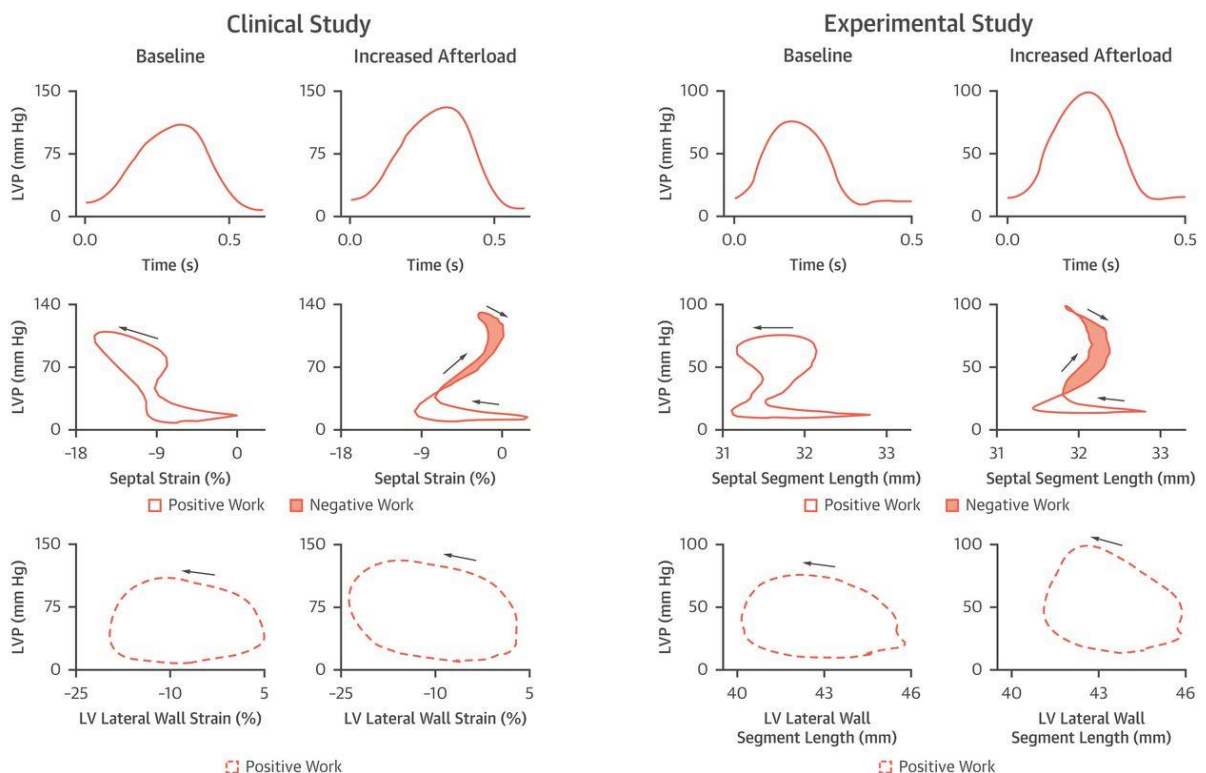 Clinical Study
Experimental Study
Baseline
Increased Afterload
Baseline
Increased Afterload
LVP (mm Hg)
150
75
0
0.0
0.5
Time (s)
150
75
0
0.0
0.5
Time (s)
LVP (mm Hg)
100
50
0
0.0
0.5
Time (s)
100
50
0
0.0
0.5
Time (s)
LVP (mm Hg)
140
70
0
-18
-9
0
Septal Strain (%)
140
70
0
-18
-9
0
Septal Strain (%)
Positive Work
Negative Work
LVP (mm Hg)
100
50
0
31
32
33
Septal Segment Length (mm)
100
50
0
31
32
33
Septal Segment Length (mm)
Positive Work
Negative Work
LVP (mm Hg)
150
75
0
-25
-10
5
LV Lateral Wall Strain (%)
150
75
0
-25
-10
5
LV Lateral Wall Strain (%)
Positive Work
LVP (mm Hg)
100
50
0
40
43
46
LV Lateral Wall
Segment Length (mm)
100
50
0
40
43
46
LV Lateral Wall
Segment Length (mm)
Positive Work